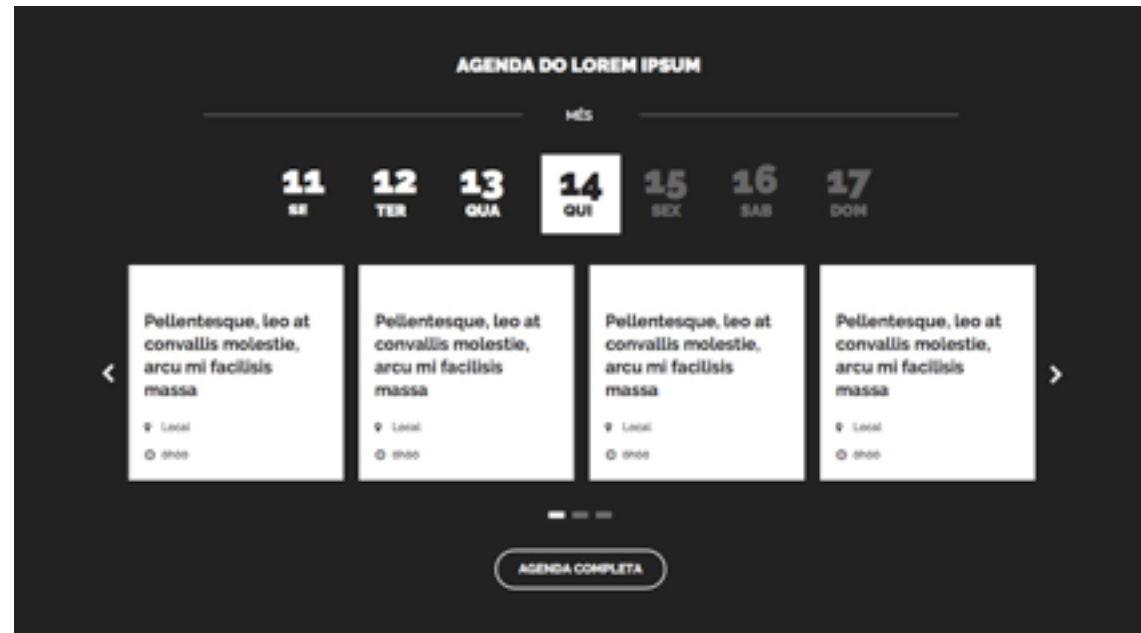 AGENDA DO LOREM IPSUM
MÊS
11 12 13 14 15 16 17
SE TER QUA QUI SEX SAB DOM
Pellentesque, leo at Pellentesque, leo at Pellentesque, leo at Pellentesque, leo at
convallis molestie, convallis molestie, convallis molestie, convallis molestie,
arcu mi facilisis arcu mi facilisis arcu mi facilisis arcu mi facilisis
massa massa massa massa
Local Local Local Local
AGENDA COMPLETA